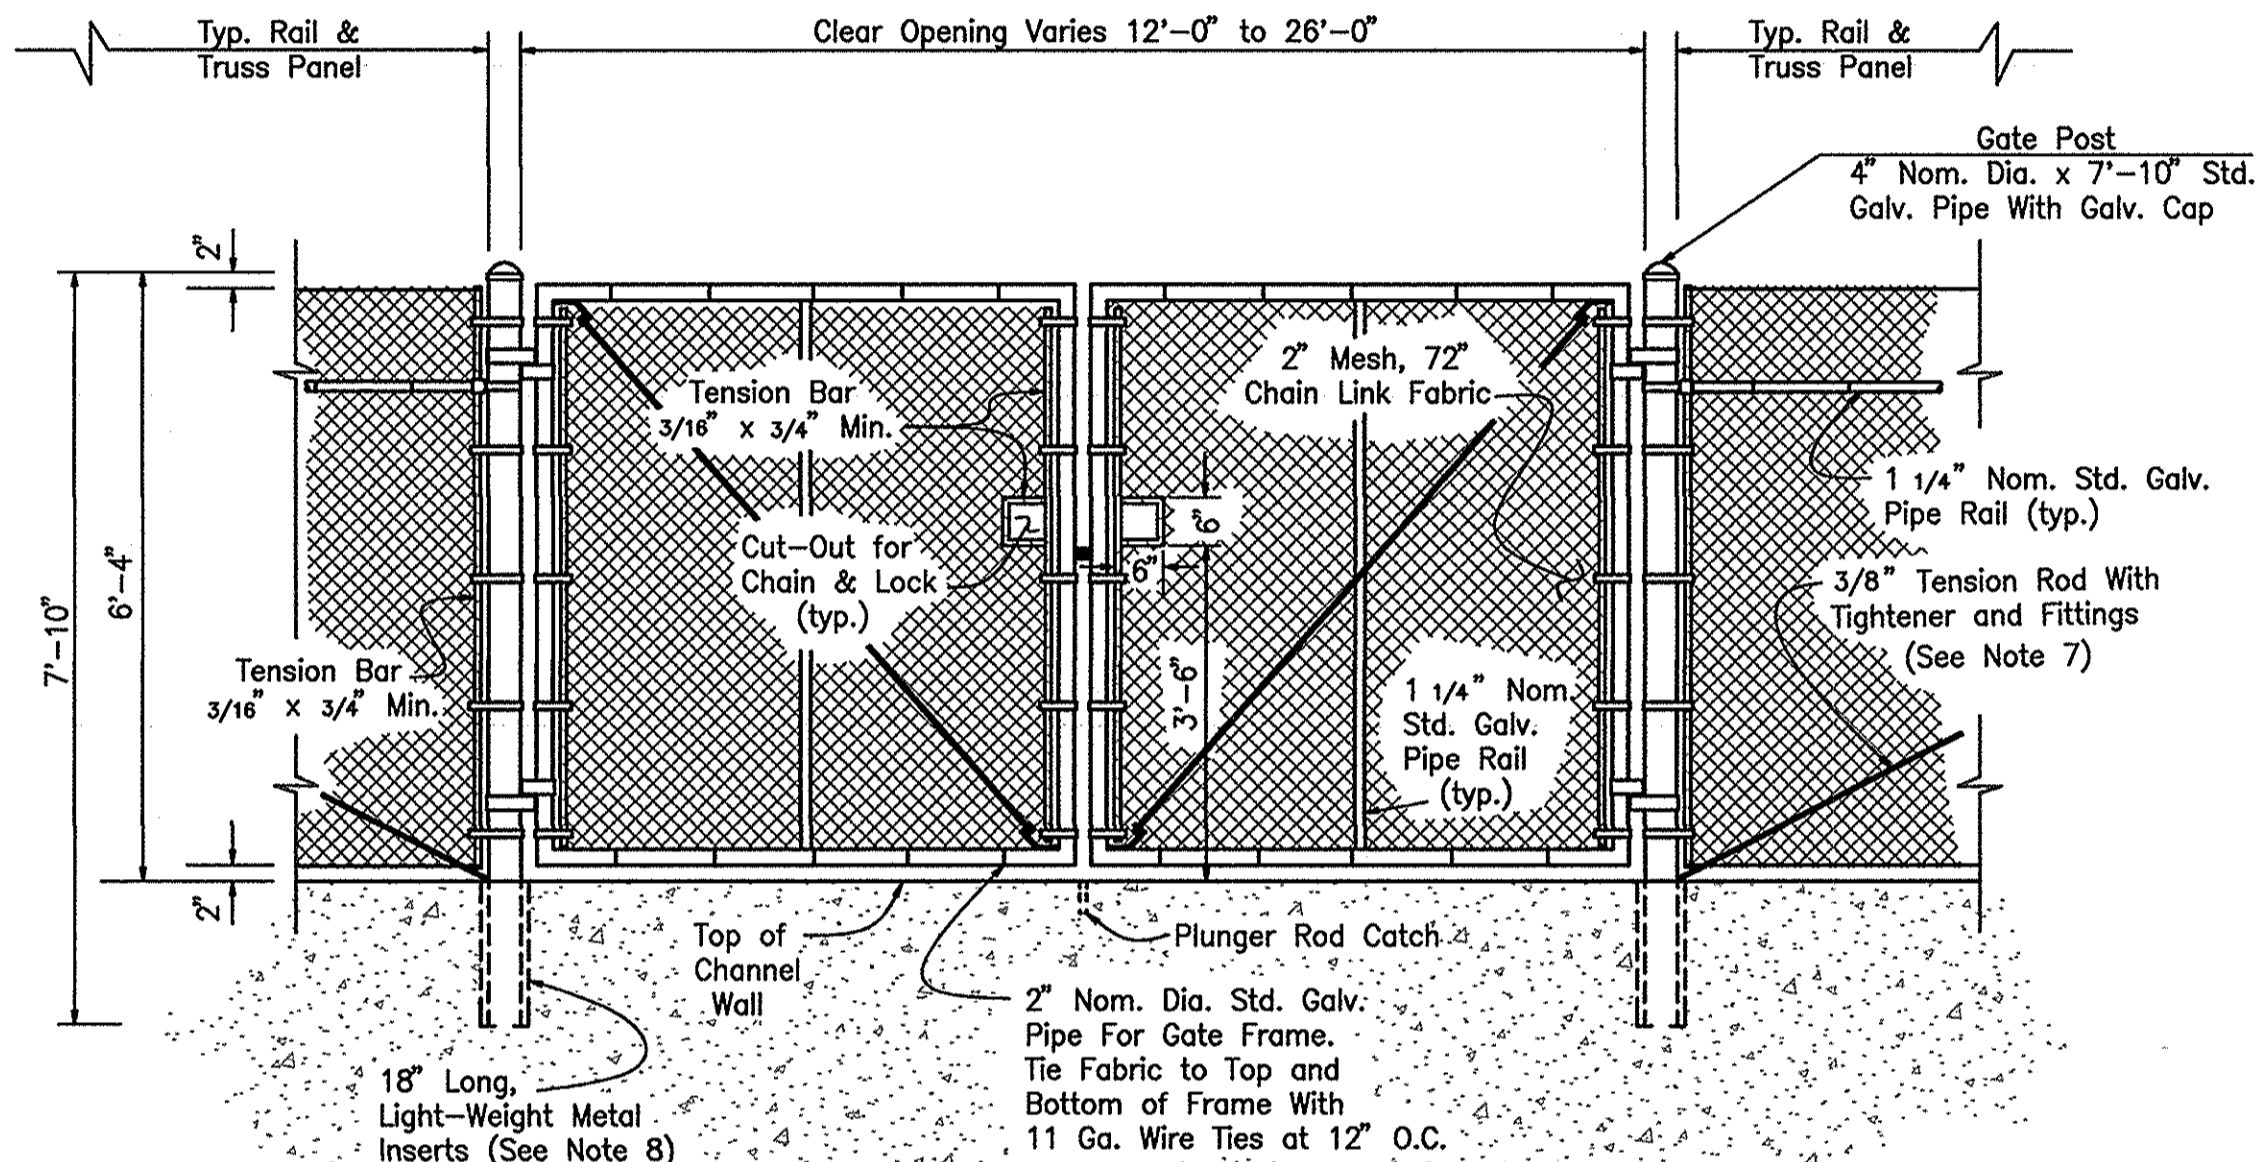 Typ. Rail &
Truss Panel
Clear Opening Varies 12'-0" to 26'-0"
Typ. Rail &
Truss Panel
Gate Post
4" Nom. Dia. x 7'-10" Std.
Galv. Pipe With Galv. Cap
2"
7'-10"
6'-4"
2"
Tension Bar
3/16" x 3/4" Min.
2" Mesh, 72"
Chain Link Fabric
1 1/4" Nom. Std. Galv.
Pipe Rail (typ.)
6"
6"
3'-6"
Cut-Out for
Chain & Lock
(typ.)
3/8" Tension Rod With
Tightener and Fittings
(See Note 7)
Tension Bar
3/16" x 3/4" Min.
1 1/4" Nom.
Std. Galv.
Pipe Rail
(typ.)
Top of
Channel
Wall
Plunger Rod Catch
18" Long,
Light-Weight Metal
Inserts (See Note 8)
2" Nom. Dia. Std. Galv.
Pipe For Gate Frame.
Tie Fabric to Top and
Bottom of Frame With
11 Ga. Wire Ties at 12" O.C.